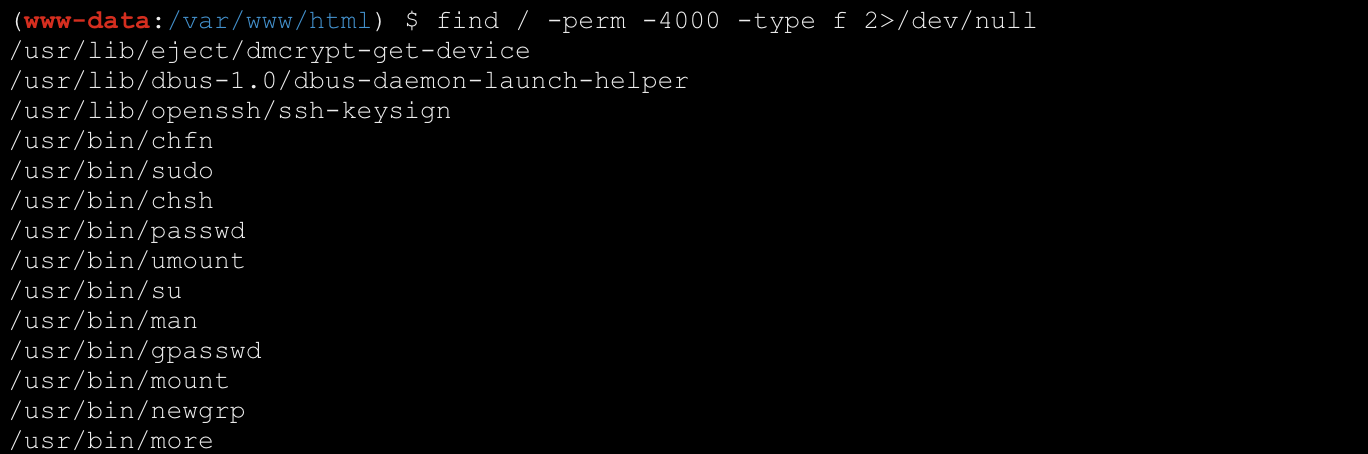 (www-data:/var/www/html) $ find / -perm -4000 -type f 2>/dev/null
/usr/lib/eject/dmcrypt-get-device
/usr/lib/dbus-1.0/dbus-daemon-launch-helper
/usr/lib/openssh/ssh-keysign
/usr/bin/chfn
/usr/bin/sudo
/usr/bin/chsh
/usr/bin/passwd
/usr/bin/umount
/usr/bin/su
/usr/bin/man
/usr/bin/gpasswd
/usr/bin/mount
/usr/bin/newgrp
/usr/bin/more